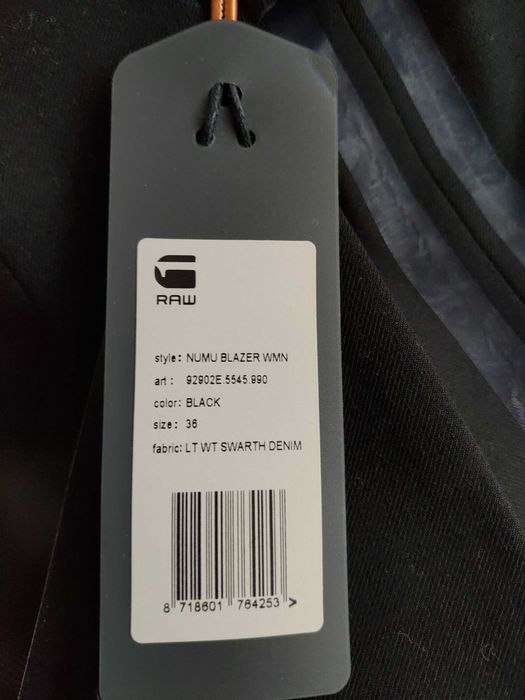 RAW
style: NUMU BLAZER WMN
art : 92902E.5545.990
color: BLACK
size: 36
fabric: LT WT SWARTH DENIM
8 718601 764253 >